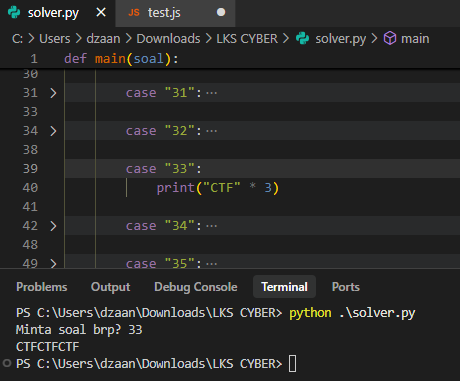 solver.py
JS test.js
C: > Users > dzaan > Downloads > LKS CYBER > solver.py > main
1 def main(soal):
30
31 case "31":…
33
34 case "32":…
38
39 case "33":
40 print("CTF" * 3)
41
42 case "34":…
48
49 case "35":…
Problems Output Debug Console Terminal Ports
PS C:\Users\dzaan\Downloads\LKS CYBER> python .\solver.py
Minta soal brp? 33
CTFCTFCTF
PS C:\Users\dzaan\Downloads\LKS CYBER>